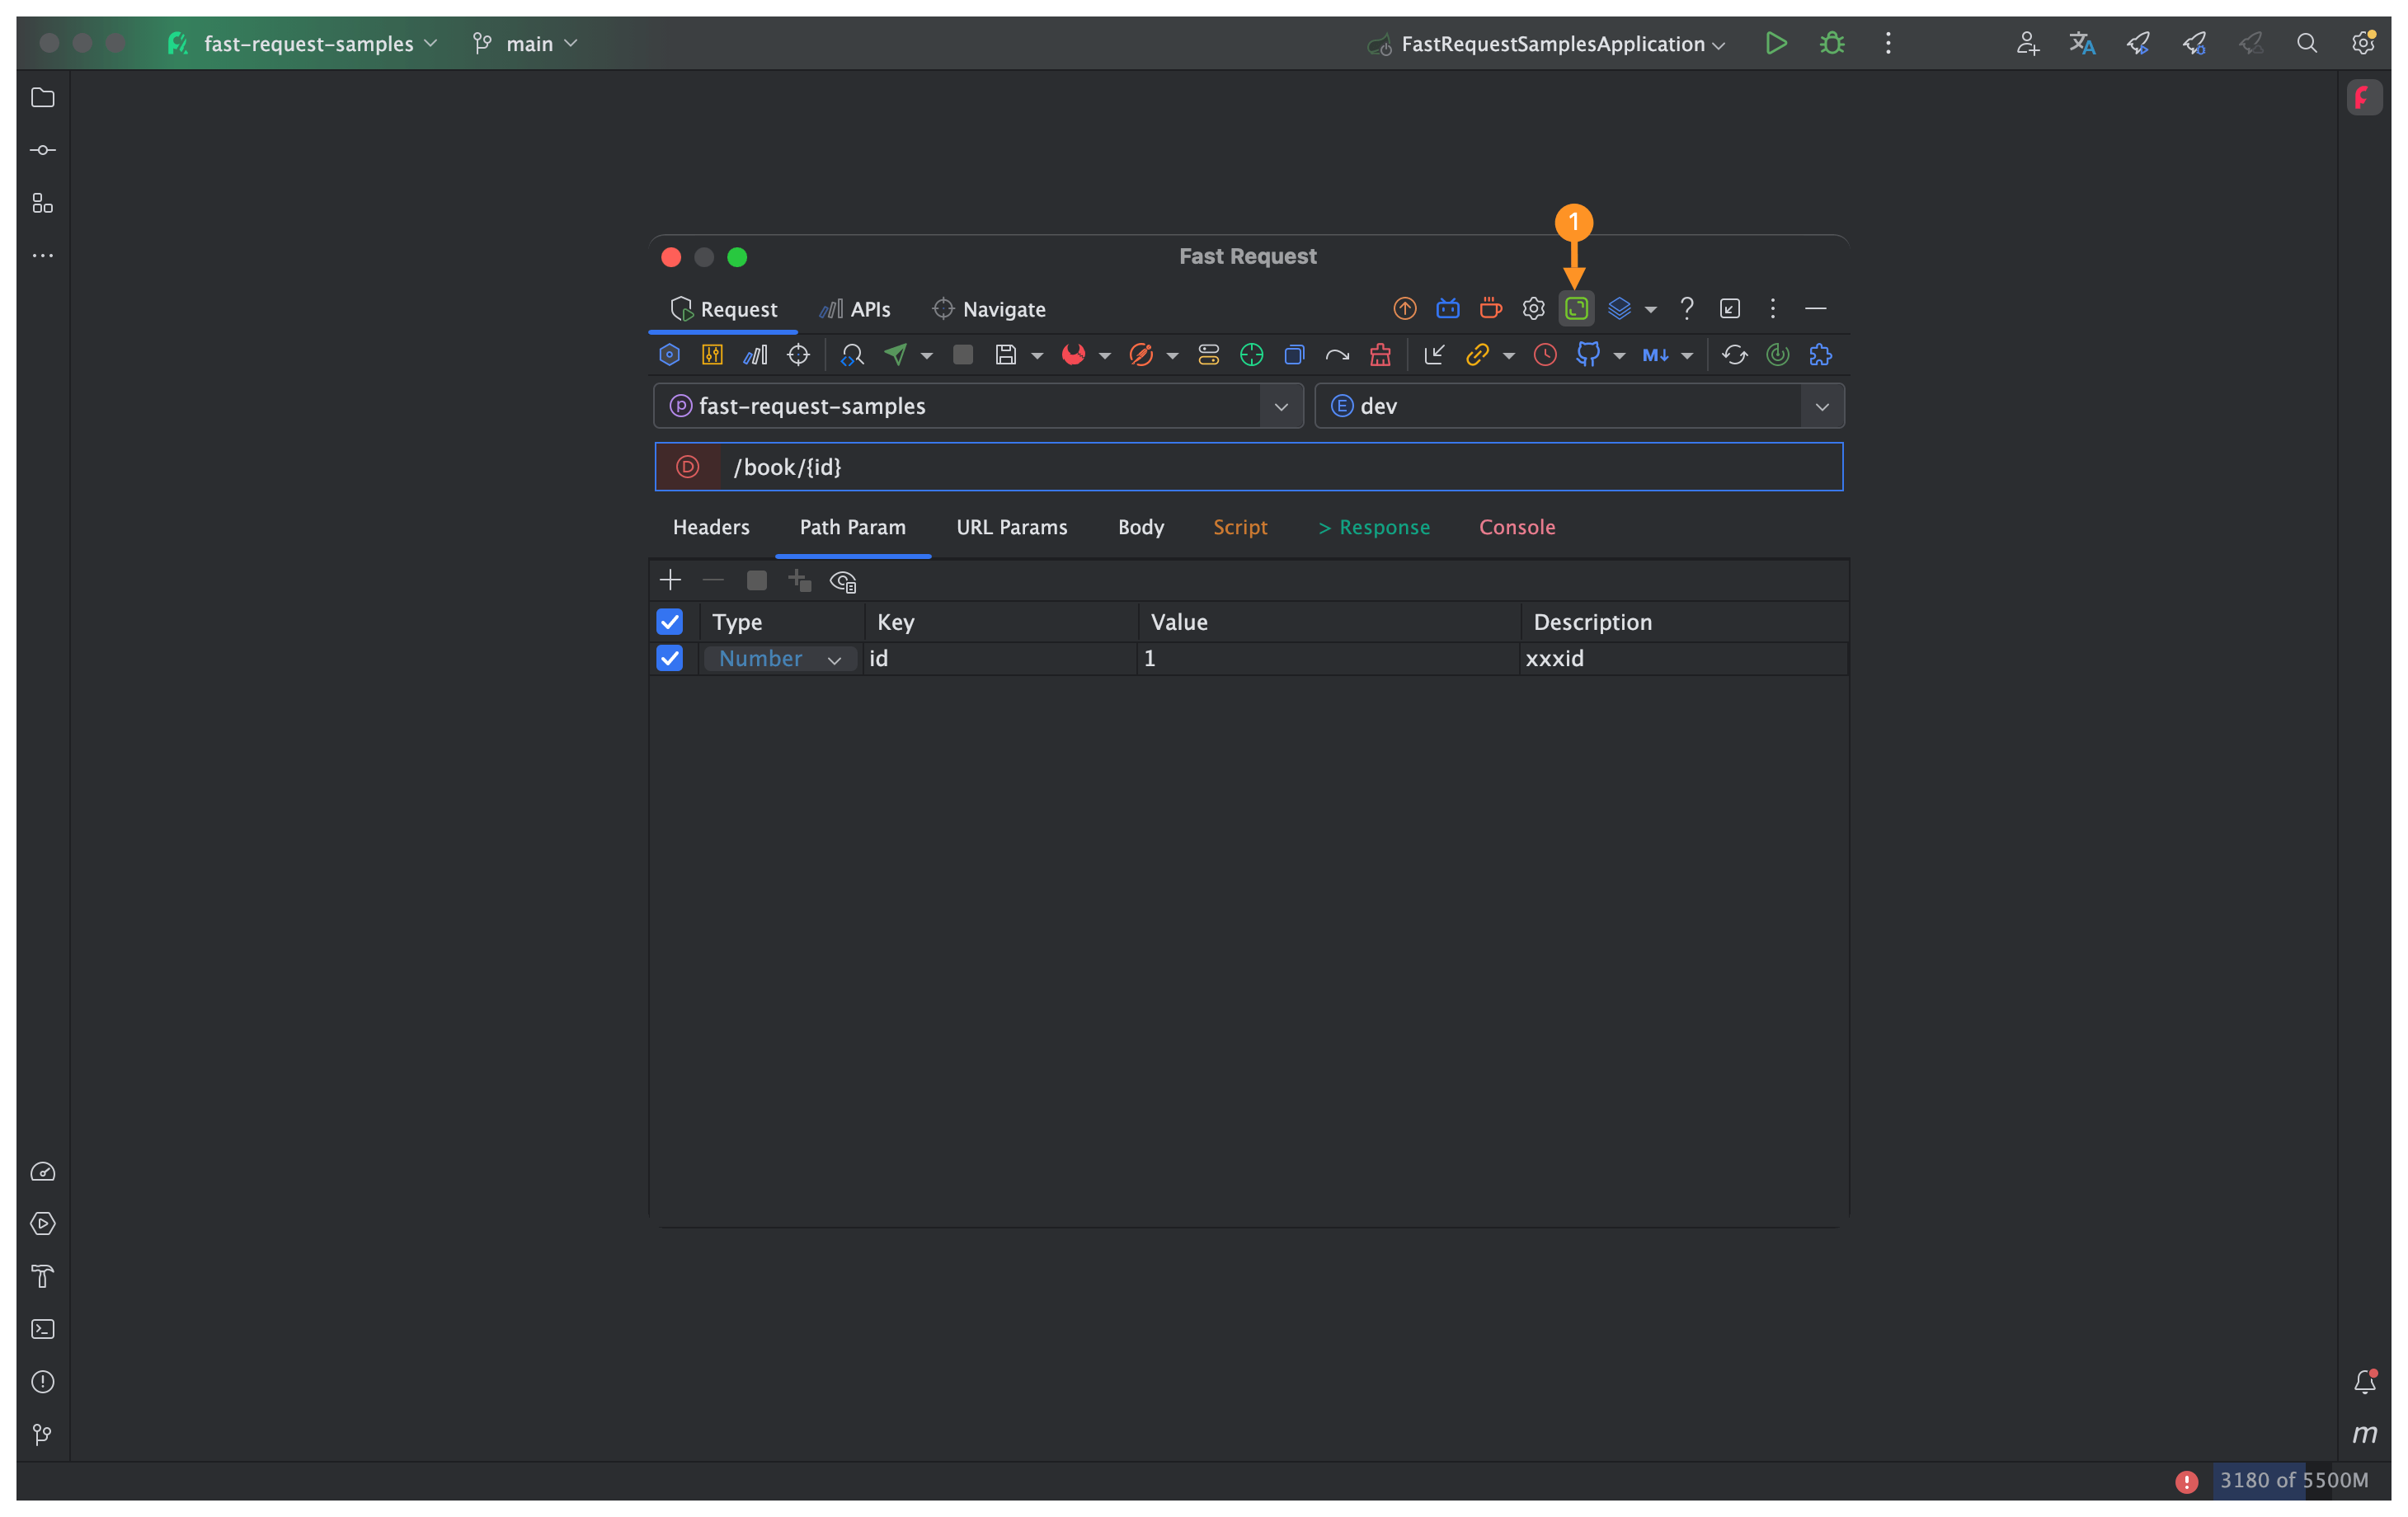 fast-request-samples main FastRequestSamplesApplication
1
Fast Request
Request APIs Navigate
M↓
P fast-request-samples E dev
D /book/{id}
Headers Path Param URL Params Body Script > Response Console
Type Key Value Description
Number id 1 xxxid
m
3180 of 5500M